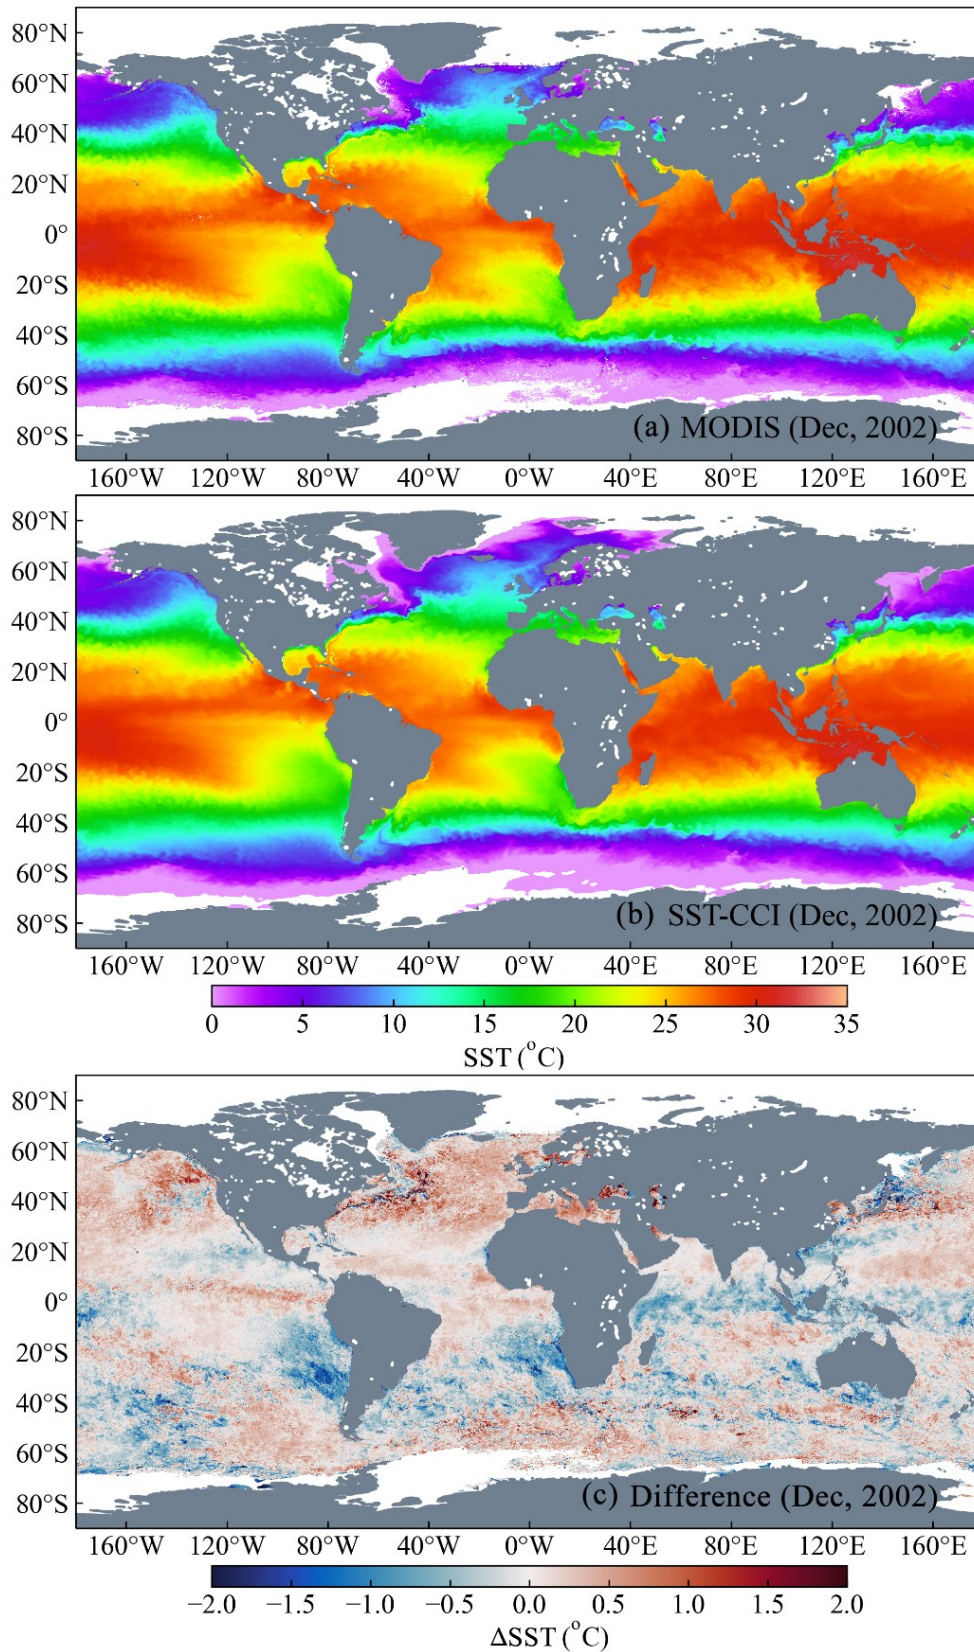 80°N
60°N
40°N
20°N
0°
20°S
40°S
60°S
80°S
(a) MODIS (Dec, 2002)
160°W 120°W 80°W 40°W 0°W 40°E 80°E 120°E 160°E
80°N
60°N
40°N
20°N
0°
20°S
40°S
60°S
80°S
(b) SST-CCI (Dec, 2002)
160°W 120°W 80°W 40°W 0°W 40°E 80°E 120°E 160°E
0 5 10 15 20 25 30 35
SST (°C)
80°N
60°N
40°N
20°N
0°
20°S
40°S
60°S
80°S
(c) Difference (Dec, 2002)
160°W 120°W 80°W 40°W 0°W 40°E 80°E 120°E 160°E
−2.0 −1.5 −1.0 −0.5 0.0 0.5 1.0 1.5 2.0
ΔSST (°C)